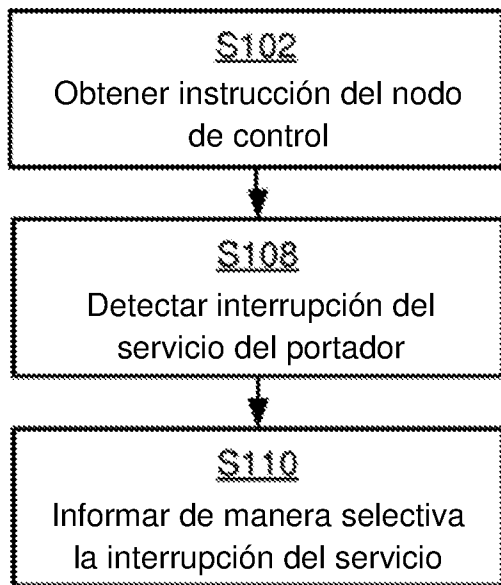 S102
Obtener instrucción del nodo
de control
S108
Detectar interrupción del
servicio del portador
S110
Informar de manera selectiva
la interrupción del servicio